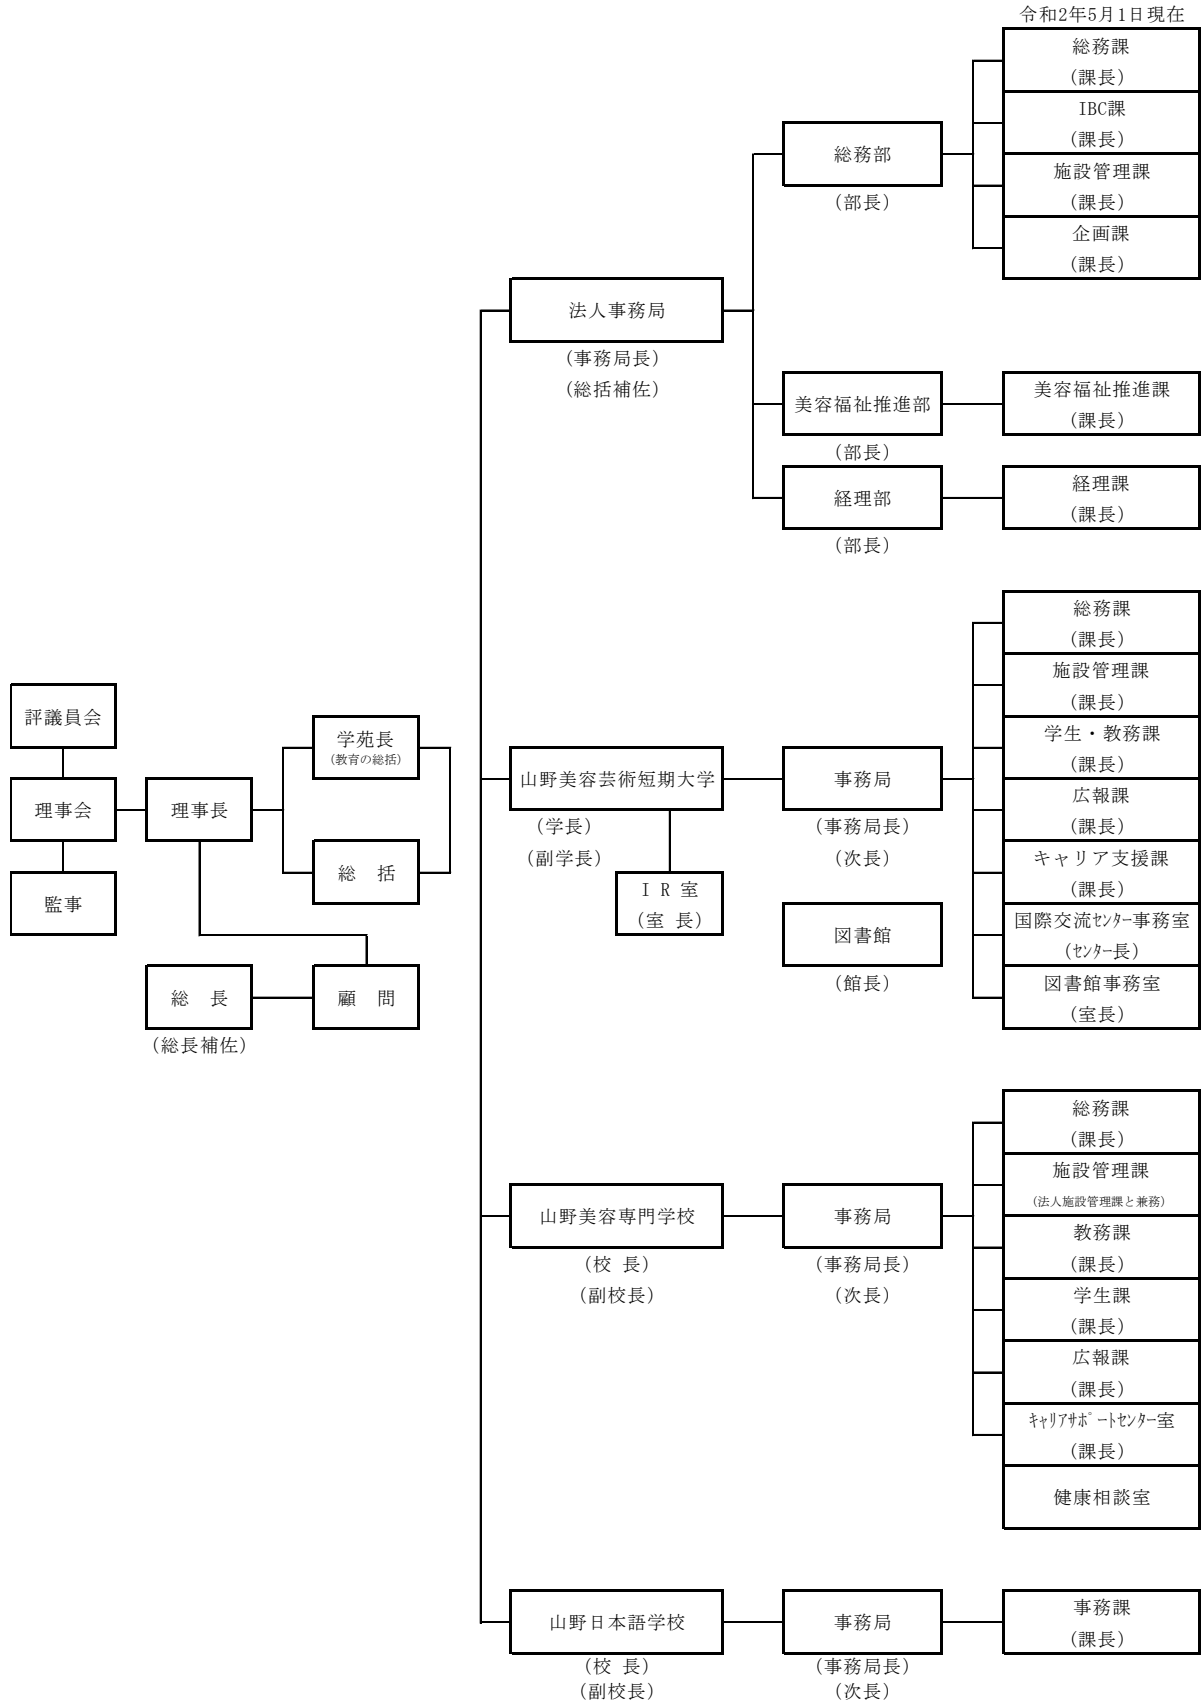 令和2年5月1日現在
総務課
(課長)
IBC課
(課長)
施設管理課
(課長)
企画課
(課長)
総務部
(部長)
法人事務局
(事務局長)
(総括補佐)
美容福祉推進部
(部長)
美容福祉推進課
(課長)
経理部
(部長)
経理課
(課長)
評議員会
理事会
監事
理事長
学苑長
(教育の総括)
総　括
総　長
(総長補佐)
顧　問
山野美容芸術短期大学
(学長)
(副学長)
ＩＲ室
(室 長)
事務局
(事務局長)
(次長)
図書館
(館長)
総務課
(課長)
施設管理課
(課長)
学生・教務課
(課長)
広報課
(課長)
キャリア支援課
(課長)
国際交流ｾﾝﾀｰ事務室
(ｾﾝﾀｰ長)
図書館事務室
(室長)
山野美容専門学校
(校 長)
(副校長)
事務局
(事務局長)
(次長)
総務課
(課長)
施設管理課
(法人施設管理課と兼務)
教務課
(課長)
学生課
(課長)
広報課
(課長)
ｷｬﾘｱｻﾎﾟｰﾄｾﾝﾀｰ室
(課長)
健康相談室
山野日本語学校
(校 長)
(副校長)
事務局
(事務局長)
(次長)
事務課
(課長)